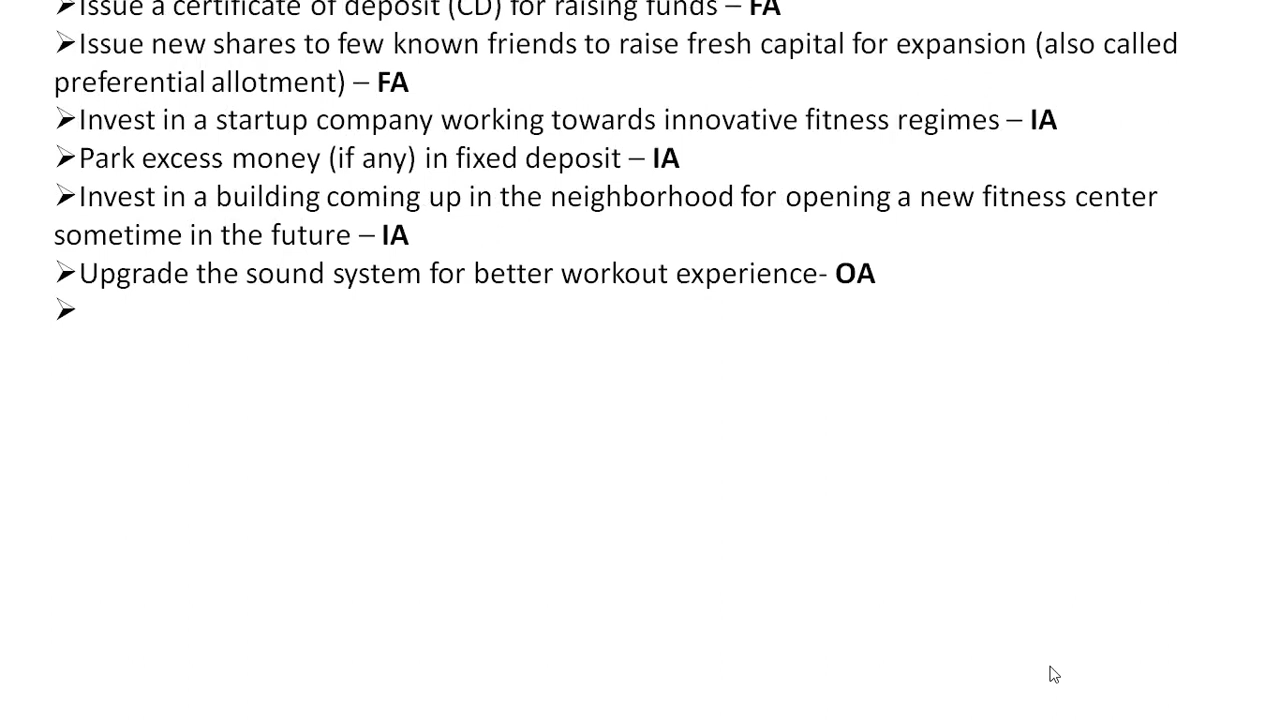 ➢Issue a certificate of deposit (CD) for raising funds – FA
➢Issue new shares to few known friends to raise fresh capital for expansion (also called
preferential allotment) – FA
➢Invest in a startup company working towards innovative fitness regimes – IA
➢Park excess money (if any) in fixed deposit – IA
➢Invest in a building coming up in the neighborhood for opening a new fitness center
sometime in the future – IA
➢Upgrade the sound system for better workout experience- OA
➢